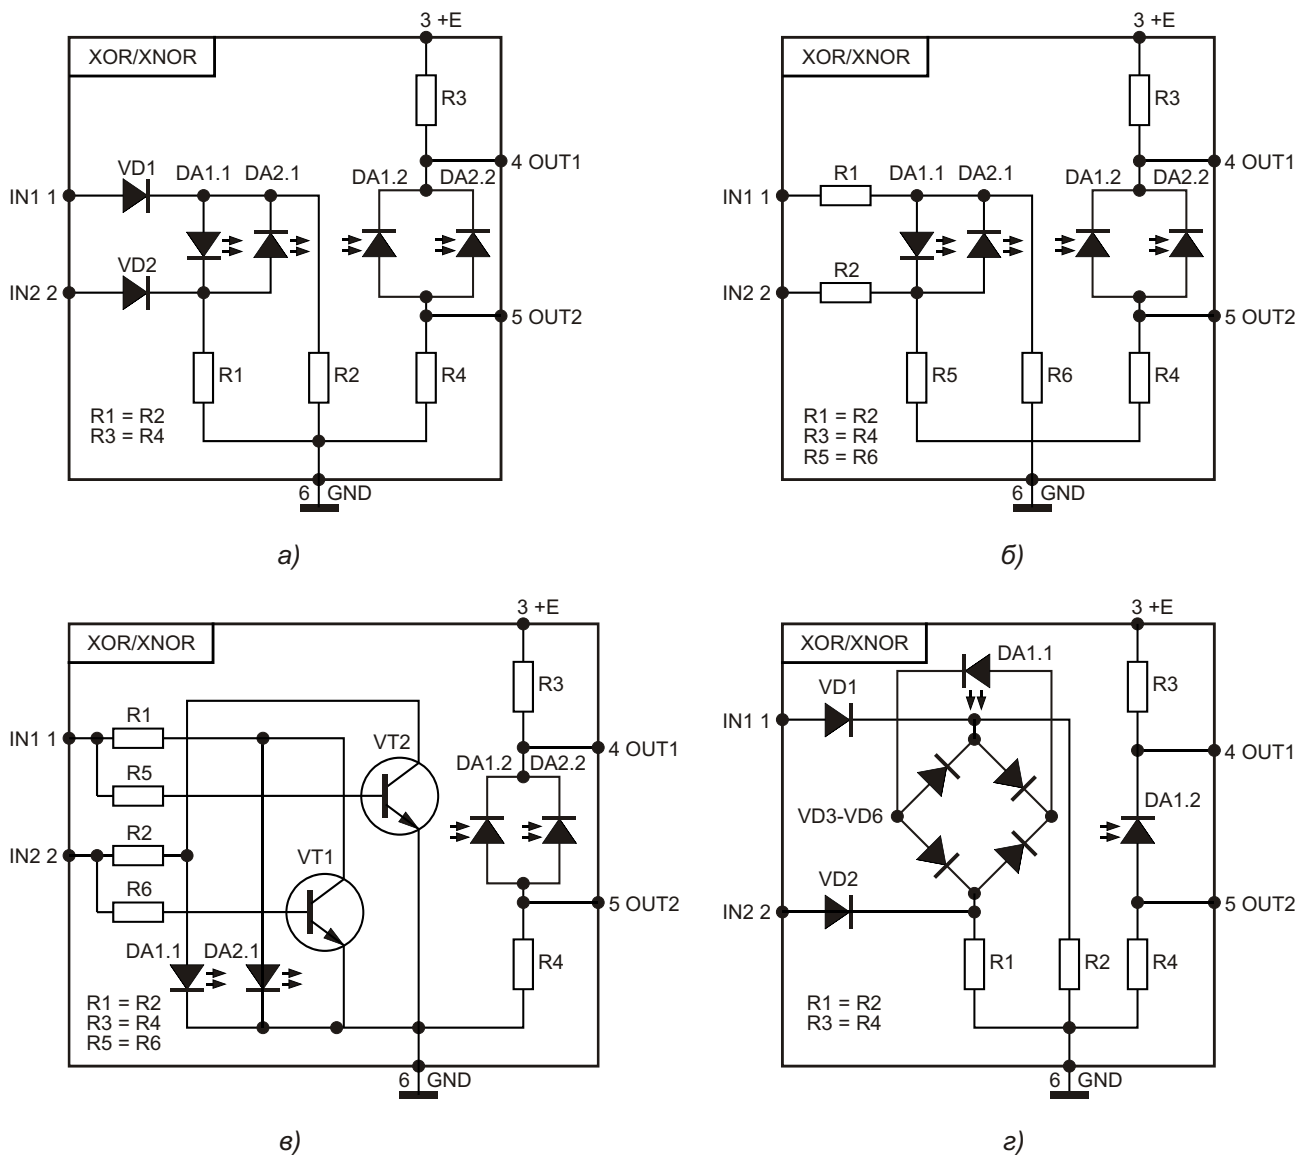 3 +E
XOR/XNOR
R3
4 OUT1
VD1
DA1.1
DA2.1
DA1.2
DA2.2
IN1 1
VD2
IN2 2
5 OUT2
R1
R2
R4
R1 = R2
R3 = R4
6
GND
а)
3 +E
XOR/XNOR
R3
4 OUT1
R1
DA1.1
DA2.1
DA1.2
DA2.2
IN1 1
R2
IN2 2
5 OUT2
R5
R6
R4
R1 = R2
R3 = R4
R5 = R6
6
GND
б)
3 +E
XOR/XNOR
R3
R1
IN1 1
VT2
4 OUT1
R5
DA1.2
DA2.2
R2
IN2 2
VT1
R6
5 OUT2
DA1.1
DA2.1
R4
R1 = R2
R3 = R4
R5 = R6
6
GND
в)
3 +E
XOR/XNOR
DA1.1
VD1
R3
IN1 1
4 OUT1
VD3-VD6
DA1.2
VD2
IN2 2
5 OUT2
R1
R2
R4
R1 = R2
R3 = R4
6
GND
г)